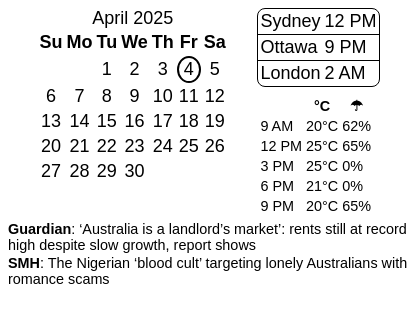 April 2025
Su Mo Tu We Th Fr Sa
1 2 3 4 5
6 7 8 9 10 11 12
13 14 15 16 17 18 19
20 21 22 23 24 25 26
27 28 29 30
Sydney 12 PM
Ottawa 9 PM
London 2 AM
°C ☂
9 AM 20°C 62%
12 PM 25°C 65%
3 PM 25°C 0%
6 PM 21°C 0%
9 PM 20°C 65%
Guardian: ‘Australia is a landlord’s market’: rents still at record
high despite slow growth, report shows
SMH: The Nigerian ‘blood cult’ targeting lonely Australians with
romance scams